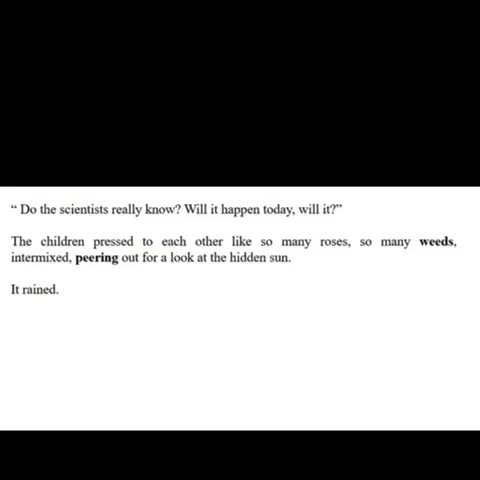 “ Do the scientists really know? Will it happen today, will it?”
The children pressed to each other like so many roses, so many weeds,
intermixed, peering out for a look at the hidden sun.
It rained.